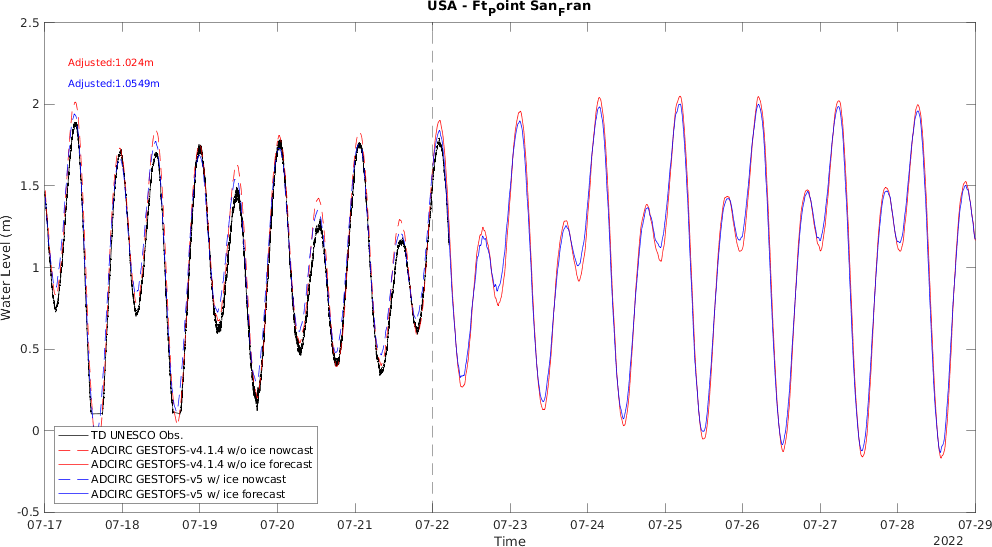 USA - Ft_Point San_Fran
2.5
2
1.5
1
0.5
0
-0.5
Water Level (m)
Adjusted:1.024m
Adjusted:1.0549m
TD UNESCO Obs.
ADCIRC GESTOFS-v4.1.4 w/o ice nowcast
ADCIRC GESTOFS-v4.1.4 w/o ice forecast
ADCIRC GESTOFS-v5 w/ ice nowcast
ADCIRC GESTOFS-v5 w/ ice forecast
07-17 07-18 07-19 07-20 07-21 07-22 07-23 07-24 07-25 07-26 07-27 07-28 07-29
Time
2022